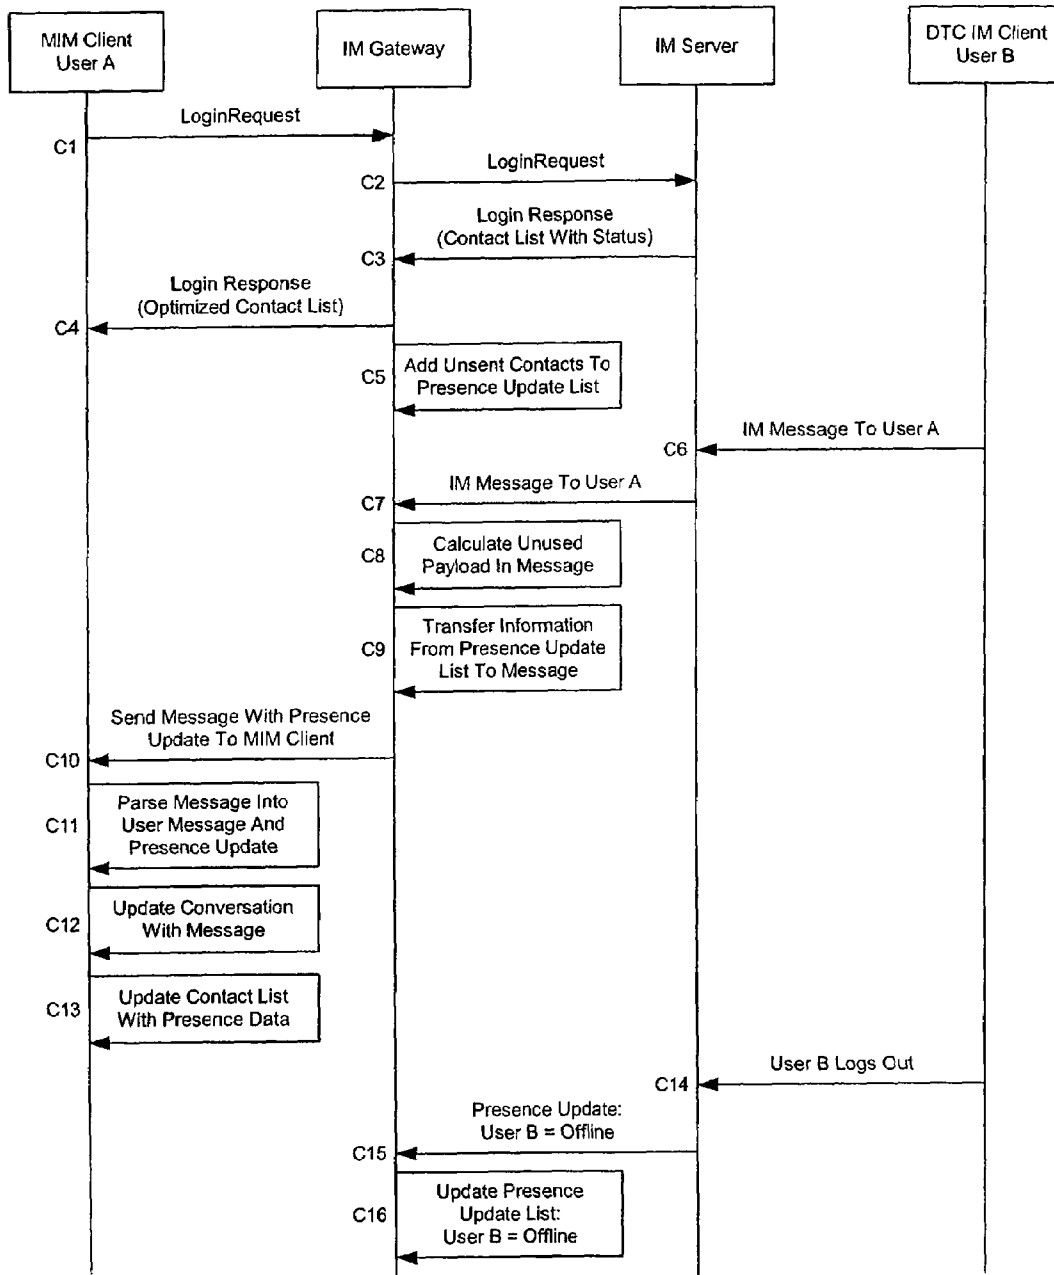 MIM Client
User A
IM Gateway
IM Server
DTC IM Client
User B
LoginRequest
C1
LoginRequest
C2
Login Response
(Contact List With Status)
C3
Login Response
(Optimized Contact List)
C4
C5
Add Unsent Contacts To
Presence Update List
IM Message To User A
C6
IM Message To User A
C7
C8
Calculate Unused
Payload In Message
C9
Transfer Information
From Presence Update
List To Message
Send Message With Presence
Update To MIM Client
C10
C11
Parse Message Into
User Message And
Presence Update
C12
Update Conversation
With Message
C13
Update Contact List
With Presence Data
User B Logs Out
C14
Presence Update:
User B = Offline
C15
C16
Update Presence
Update List:
User B = Offline